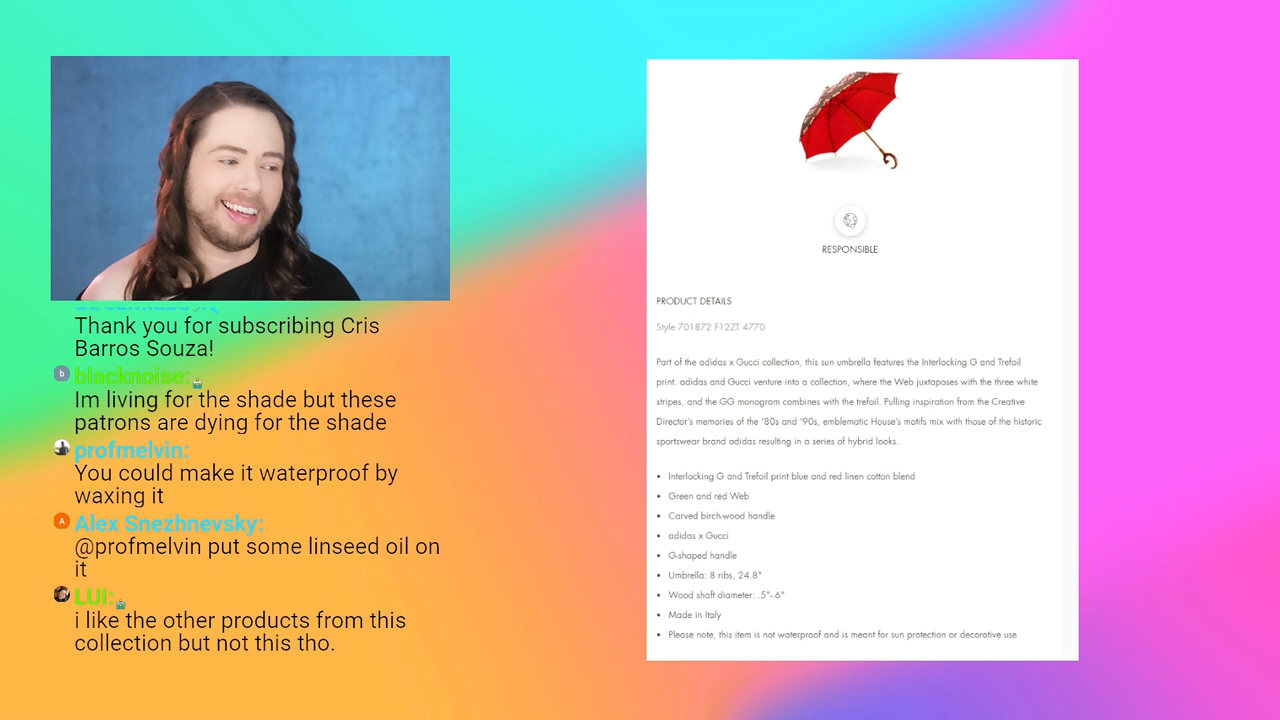 Thank you for subscribing Cris
Barros Souza!
b
blacknoise:
Im living for the shade but these
patrons are dying for the shade
profmelvin:
You could make it waterproof by
waxing it
A
Alex Snezhnevsky:
@profmelvin put some linseed oil on
it
LUI:
i like the other products from this
collection but not this tho.
RESPONSIBLE
PRODUCT DETAILS
Style 701872 F12ZT 4770
Part of the adidas x Gucci collection, this sun umbrella features the Interlocking G and Trefoil
print. adidas and Gucci venture into a collection, where the Web juxtaposes with the three white
stripes, and the GG monogram combines with the trefoil. Pulling inspiration from the Creative
Director's memories of the '80s and '90s, emblematic House's motifs mix with those of the historic
sportswear brand adidas resulting in a series of hybrid looks.
• Interlocking G and Trefoil print blue and red linen cotton blend
• Green and red Web
• Carved birch-wood handle
• adidas x Gucci
• G-shaped handle
• Umbrella: 8 ribs, 24.8"
• Wood shaft diameter: .5"-.6"
• Made in Italy
• Please note, this item is not waterproof and is meant for sun protection or decorative use